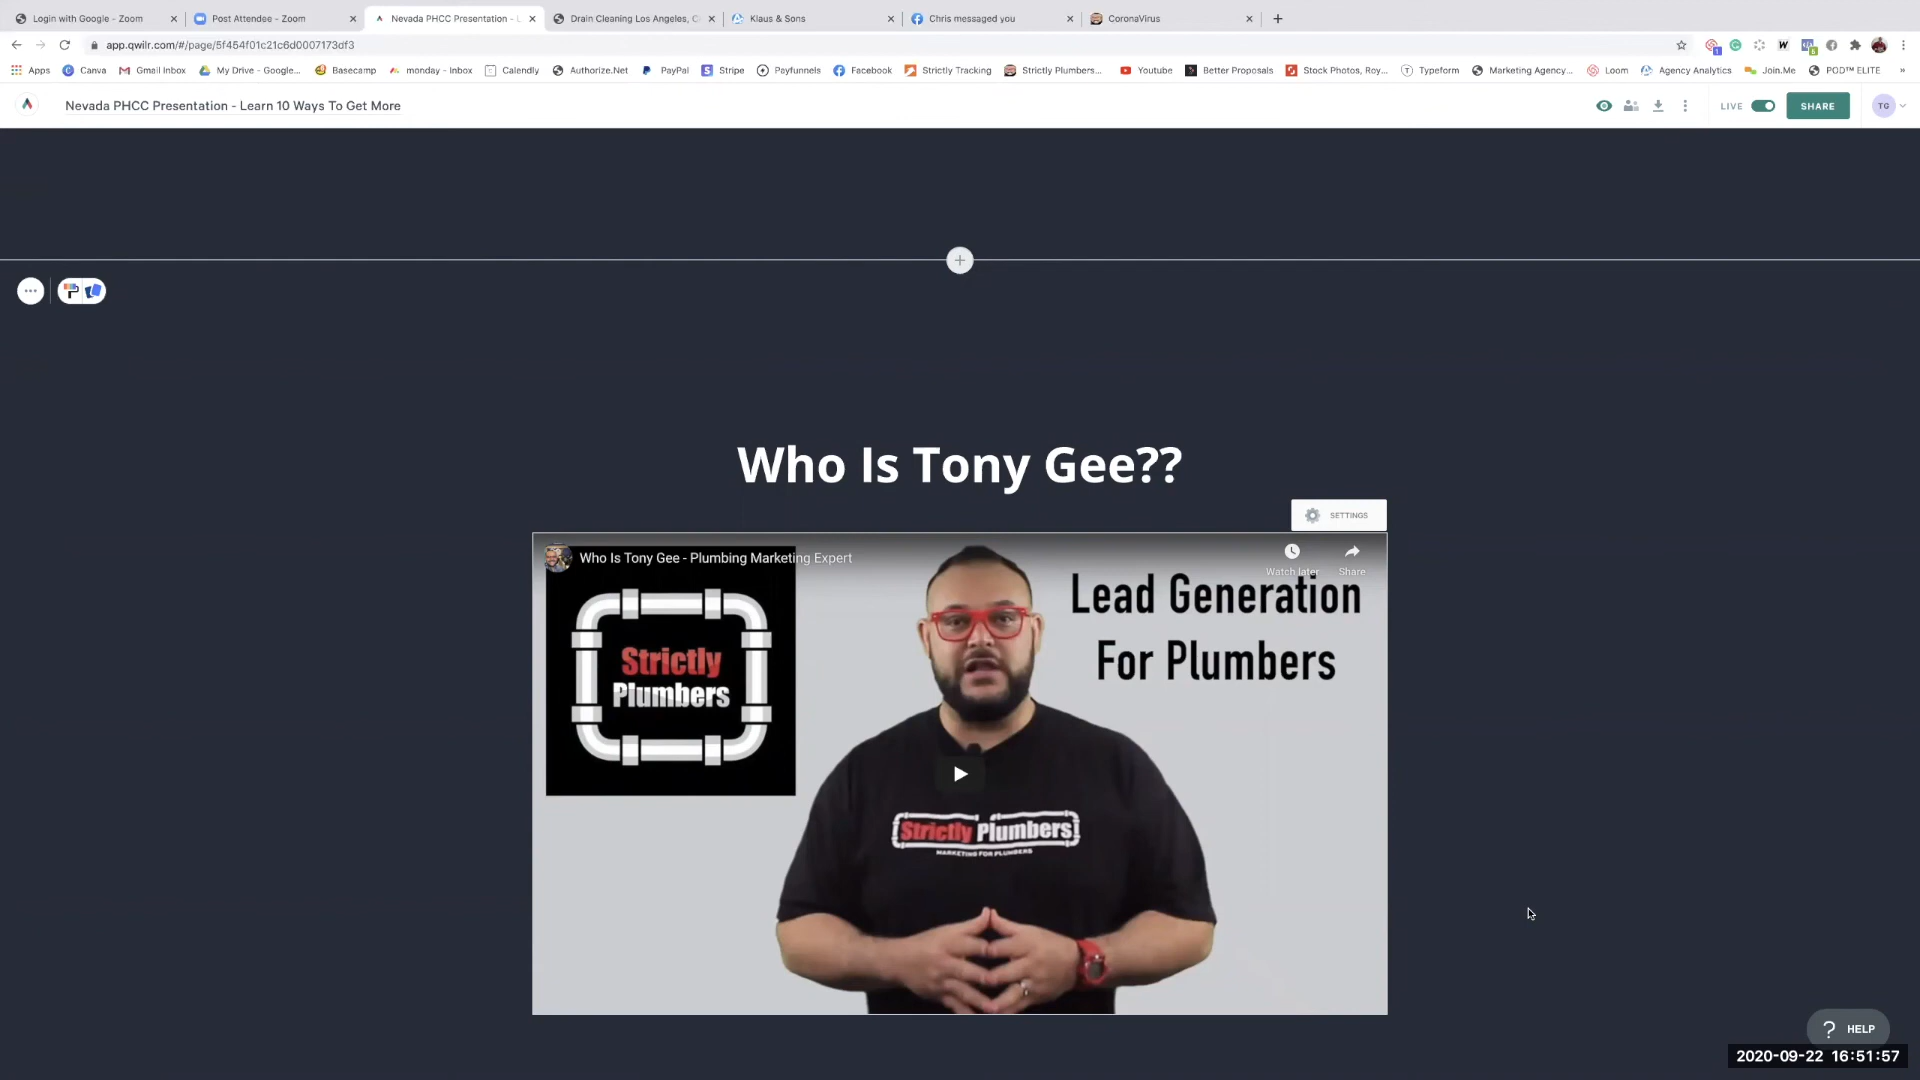 Login with Google - Zoom
Post Attendee - Zoom
Nevada PHCC Presentation - L
Drain Cleaning Los Angeles, C
Klaus & Sons
Chris messaged you
CoronaVirus
app.qwilr.com/#/page/5f454f01c21c6d0007173df3
Apps
Canva
Gmail Inbox
My Drive - Google...
Basecamp
monday - Inbox
Calendly
Authorize.Net
PayPal
Stripe
Payfunnels
Facebook
Strictly Tracking
Strictly Plumbers...
Youtube
Better Proposals
Stock Photos, Roy...
Typeform
Marketing Agency...
Loom
Agency Analytics
Join.Me
POD™ ELITE
Nevada PHCC Presentation - Learn 10 Ways To Get More
LIVE
SHARE
TG
Who Is Tony Gee??
SETTINGS
Who Is Tony Gee - Plumbing Marketing Expert
Watch later
Share
Lead Generation
For Plumbers
Strictly
Plumbers
Strictly Plumbers
MARKETING FOR PLUMBERS
? HELP
2020-09-22 16:51:57